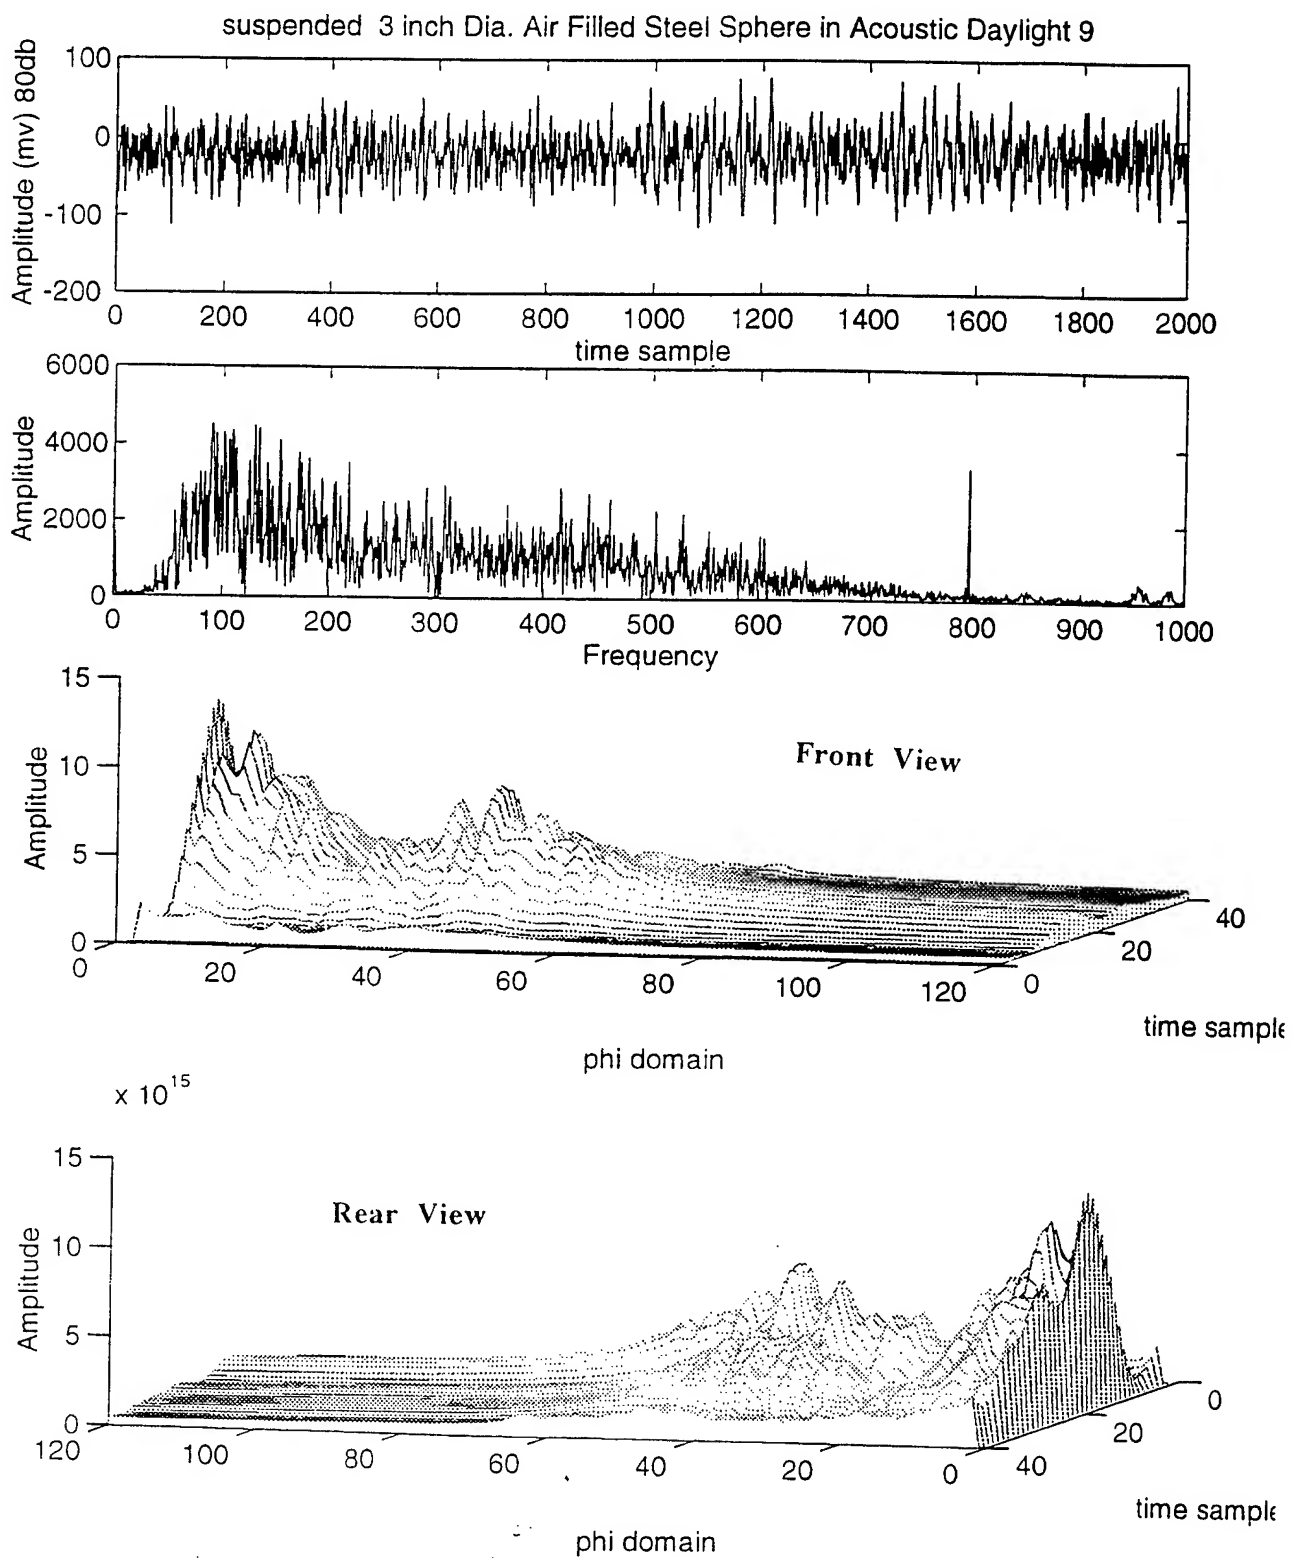 suspended 3 inch Dia. Air Filled Steel Sphere in Acoustic Daylight 9
Amplitude (mv) 80db
100
0
-100
-200
0 200 400 600 800 1000 1200 1400 1600 1800 2000
time sample
Amplitude
6000
4000
2000
0
0 100 200 300 400 500 600 700 800 900 1000
Frequency
Amplitude
15
10
5
0
Front View
0 20 40 60 80 100 120
0 20 40
time sample
phi domain
x 10^15
Amplitude
15
10
5
0
Rear View
120 100 80 60 40 20 0
40 20 0
time sample
phi domain